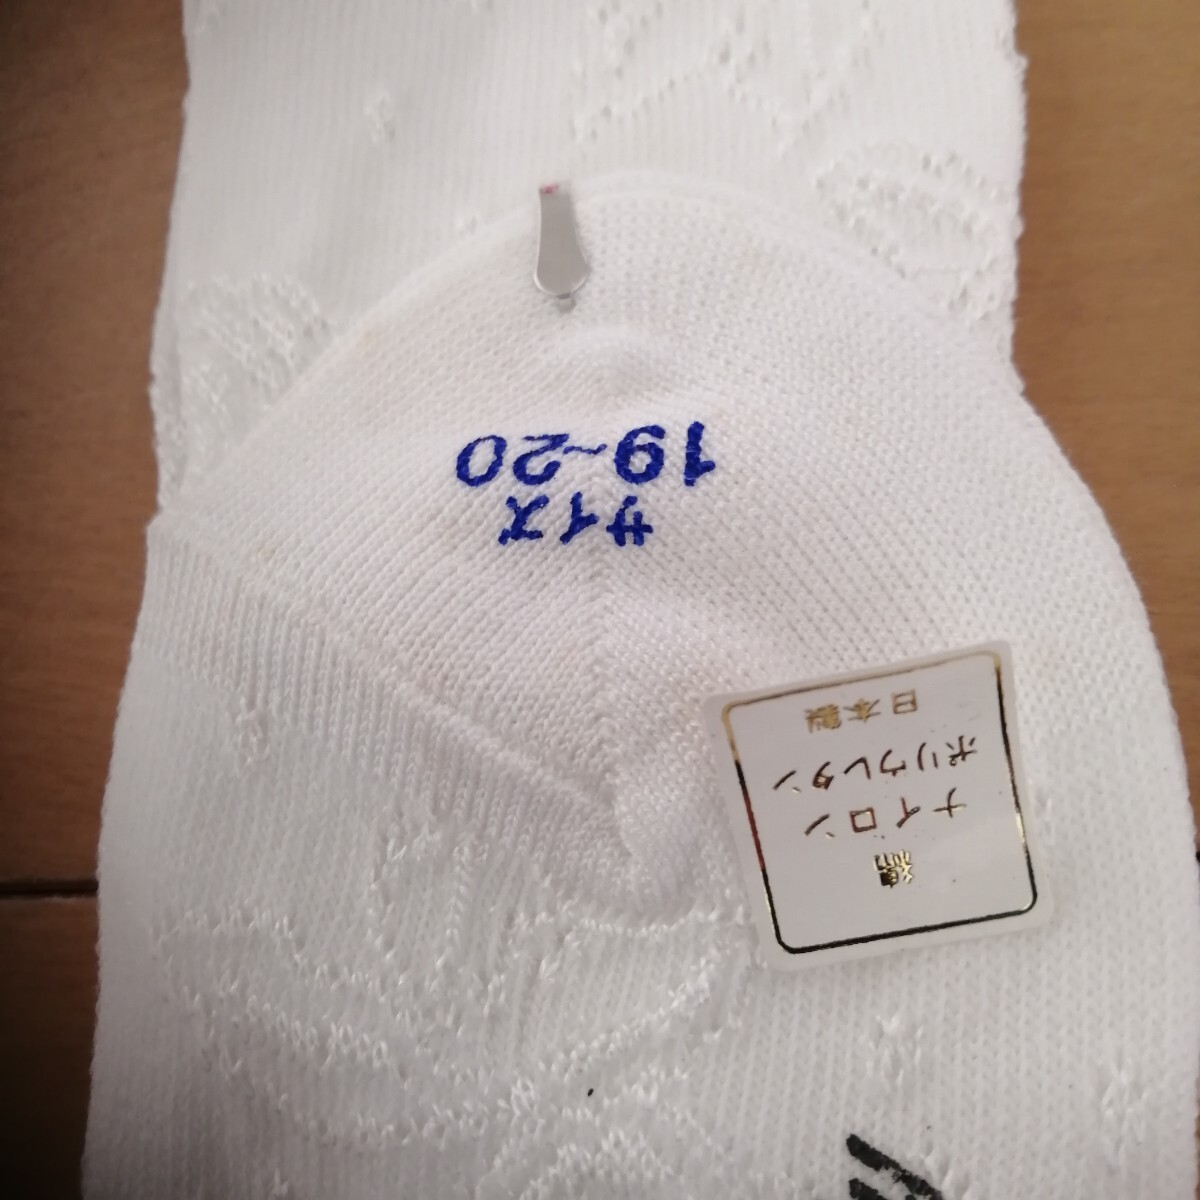 サイズ
19~20
綿
ナイロン
ポリウレタン
日本製